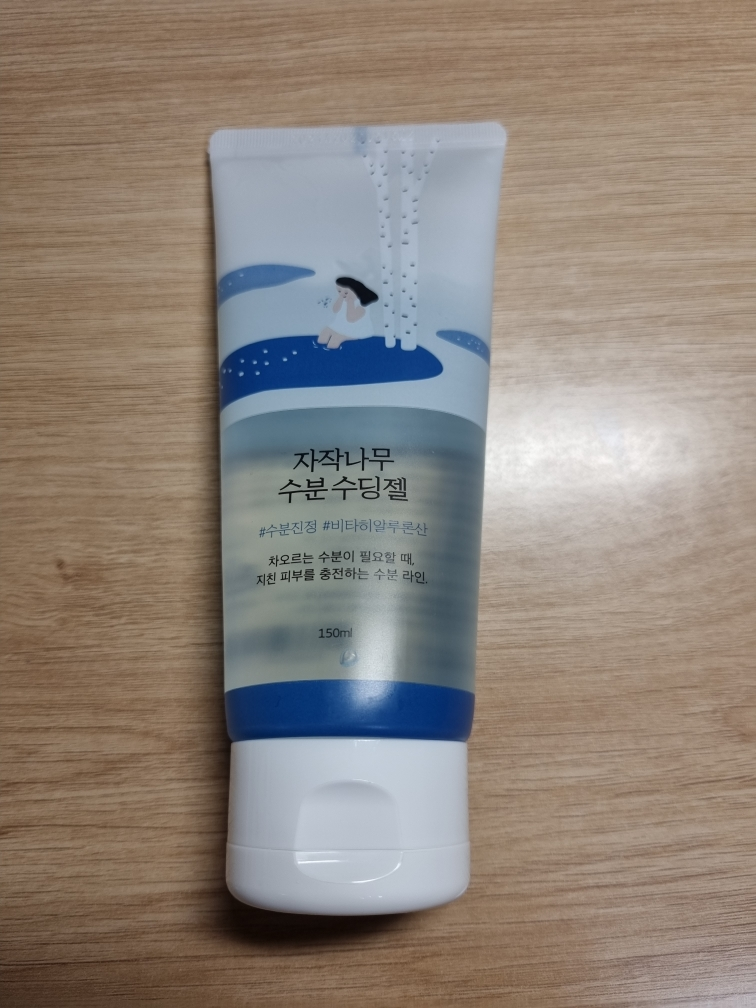 자작나무
수분 수딩젤
#수분진정 #비타히알루론산
차오르는 수분이 필요할 때,
지친 피부를 충전하는 수분 라인.
150ml